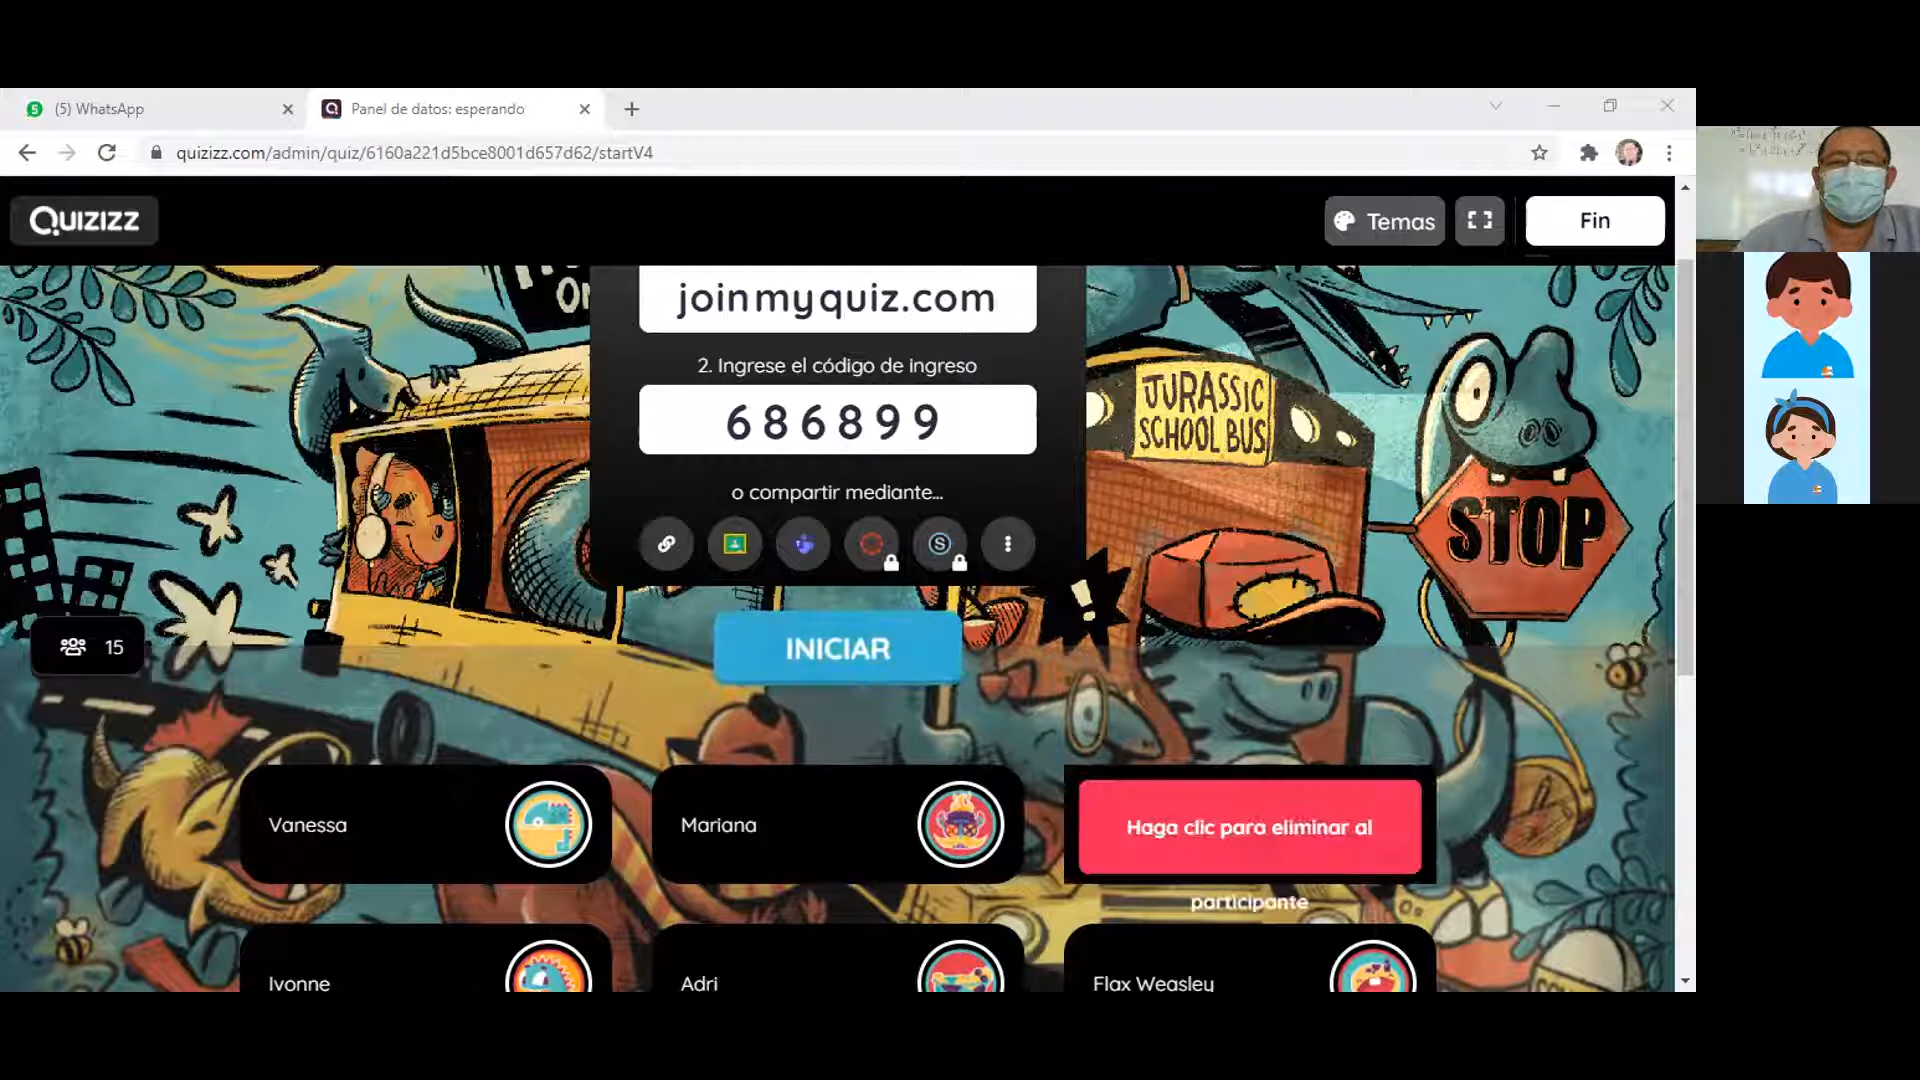 (5) WhatsApp
Panel de datos: esperando
quizizz.com/admin/quiz/6160a221d5bce8001d657d62/startV4
QUIZIZZ
Temas
Fin
joinmyquiz.com
2. Ingrese el código de ingreso
686899
o compartir mediante...
JURASSIC
SCHOOL BUS
STOP
15
INICIAR
Vanessa
Mariana
Haga clic para eliminar al
participante
Ivonne
Adri
Flax Weasley